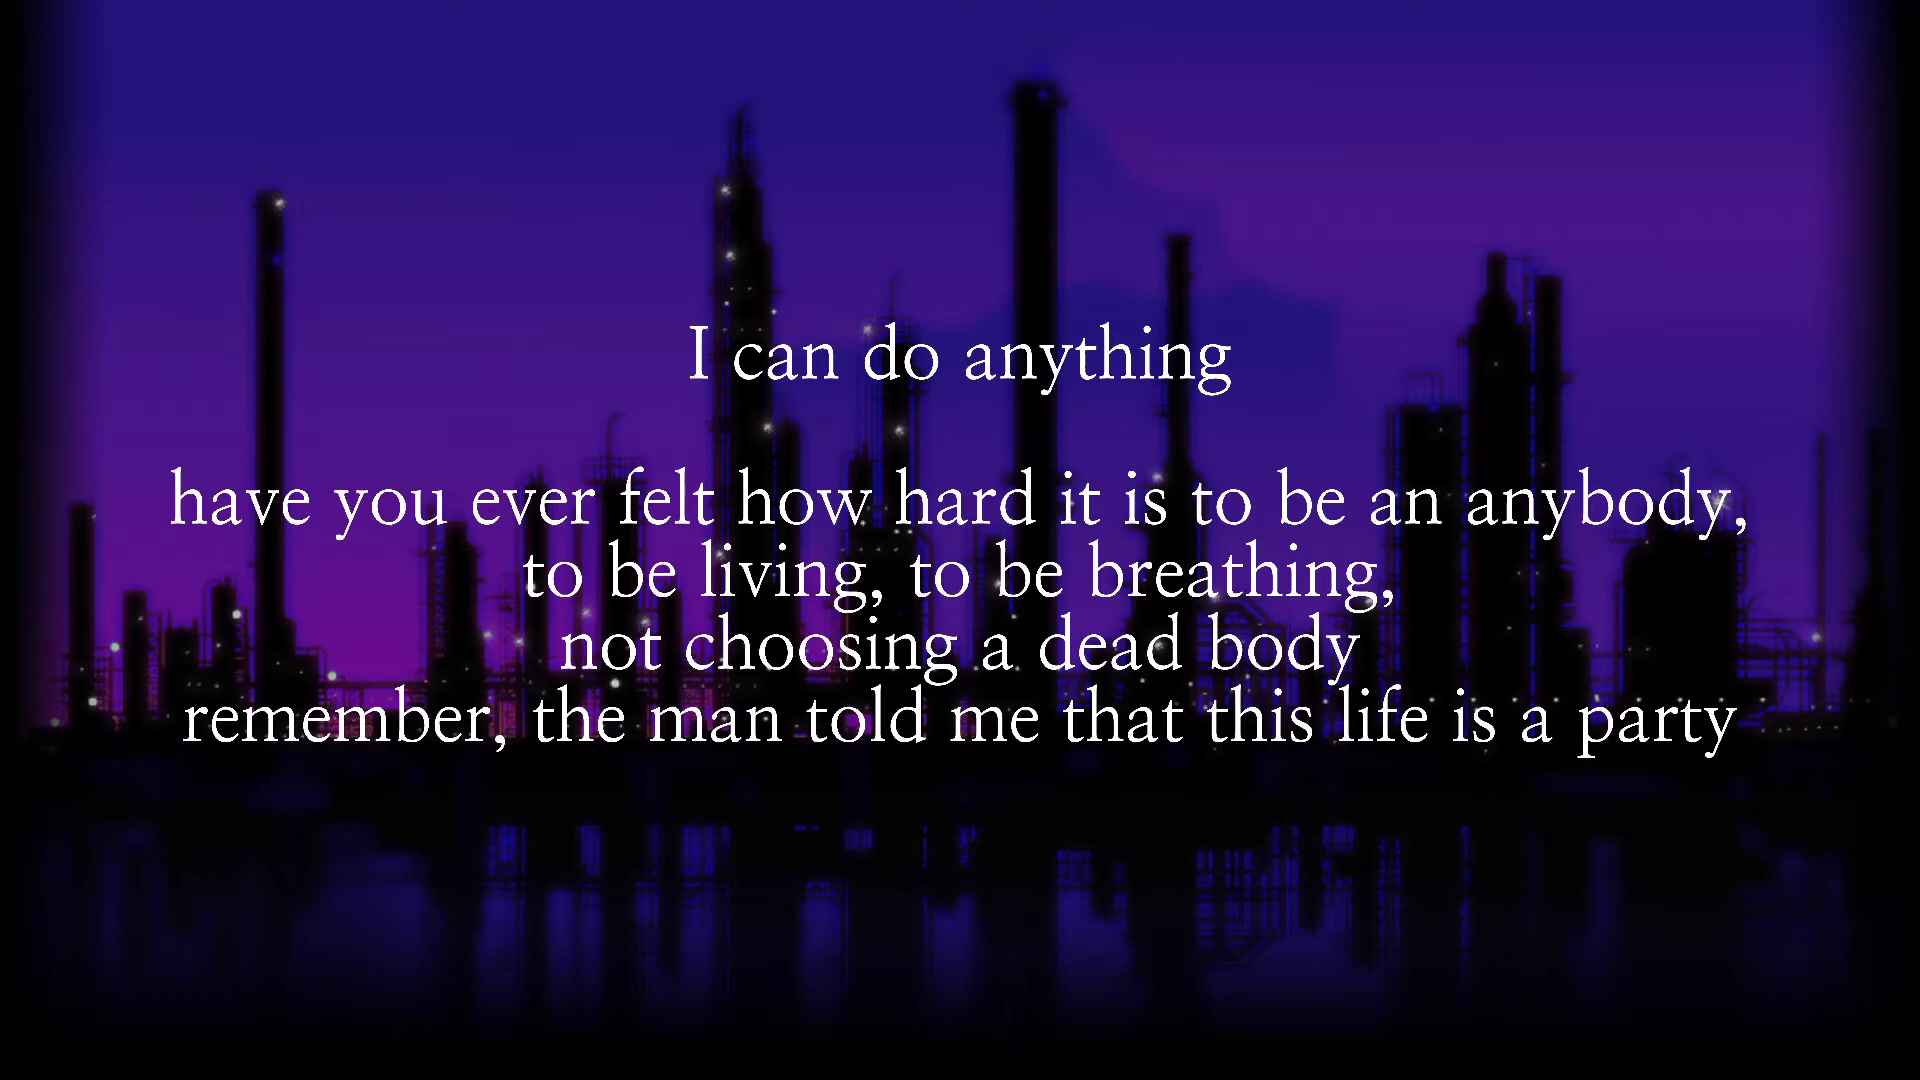 I can do anything
have you ever felt how hard it is to be an anybody,
to be living, to be breathing,
not choosing a dead body
remember, the man told me that this life is a party